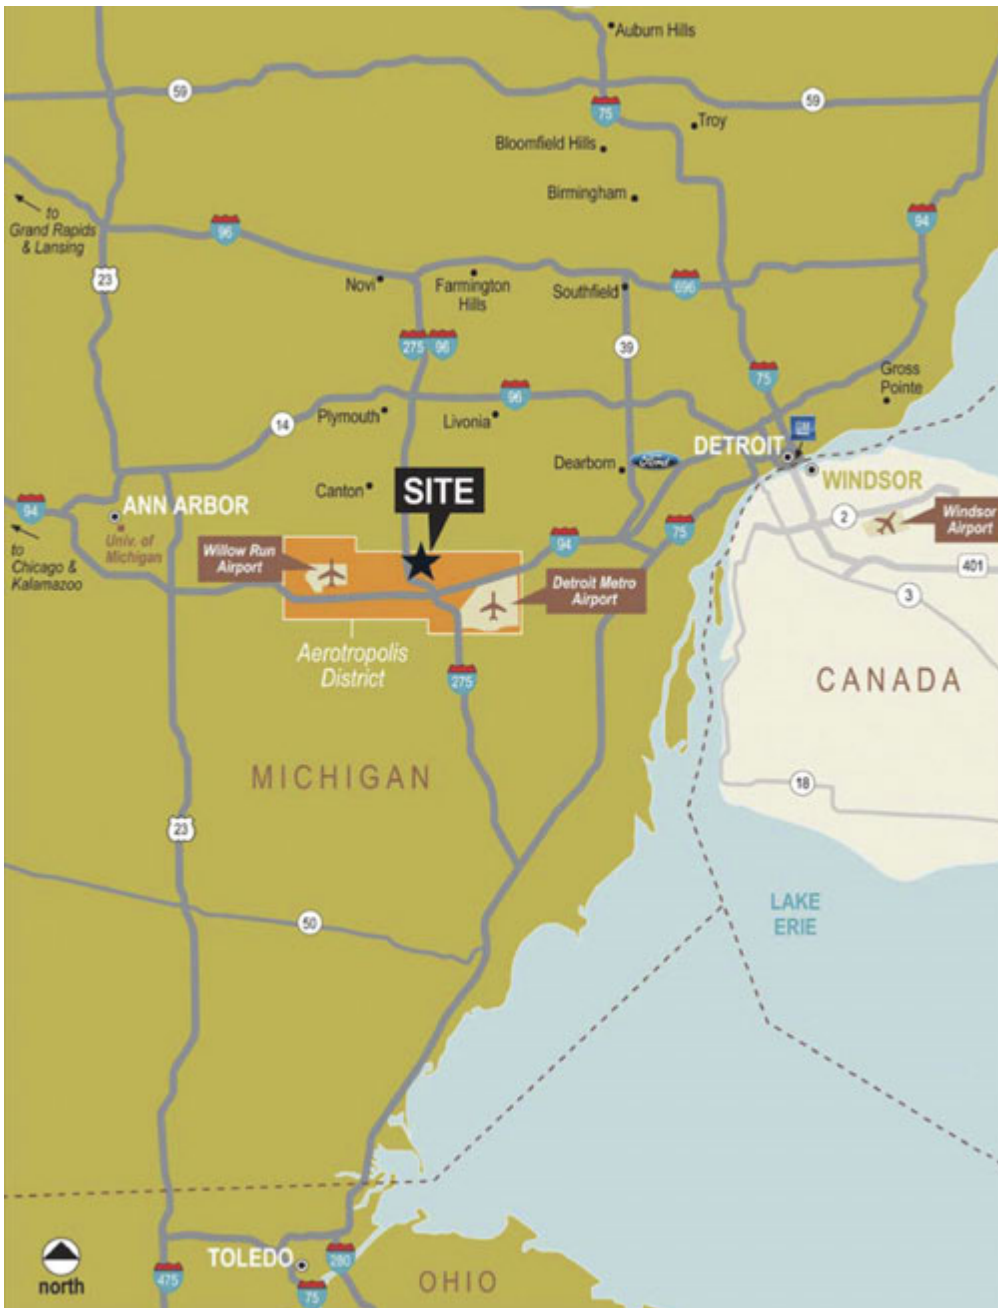 Auburn Hills
59
75
59
Troy
Bloomfield Hills
Birmingham
to
Grand Rapids
& Lansing
96
94
23
Novi
Farmington
Hills
Southfield
696
275
96
39
75
Gross
Pointe
96
14
Plymouth
Livonia
GM
DETROIT
Dearborn
Ford
WINDSOR
Canton
SITE
94
ANN ARBOR
Univ. of
Michigan
to
Chicago &
Kalamazoo
94
75
2
Windsor
Airport
Willow Run
Airport
401
Detroit Metro
Airport
3
Aerotropolis
District
275
CANADA
MICHIGAN
18
23
LAKE
ERIE
50
north
475
TOLEDO
280
75
OHIO